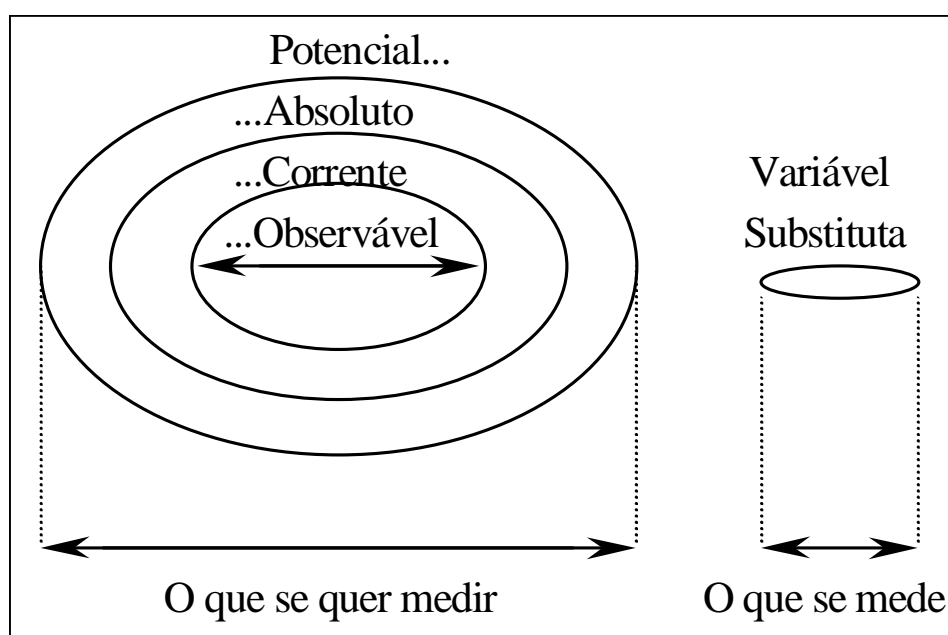 Potencial...
...Absoluto
...Corrente
...Observável
Variável
Substituta
O que se quer medir
O que se mede